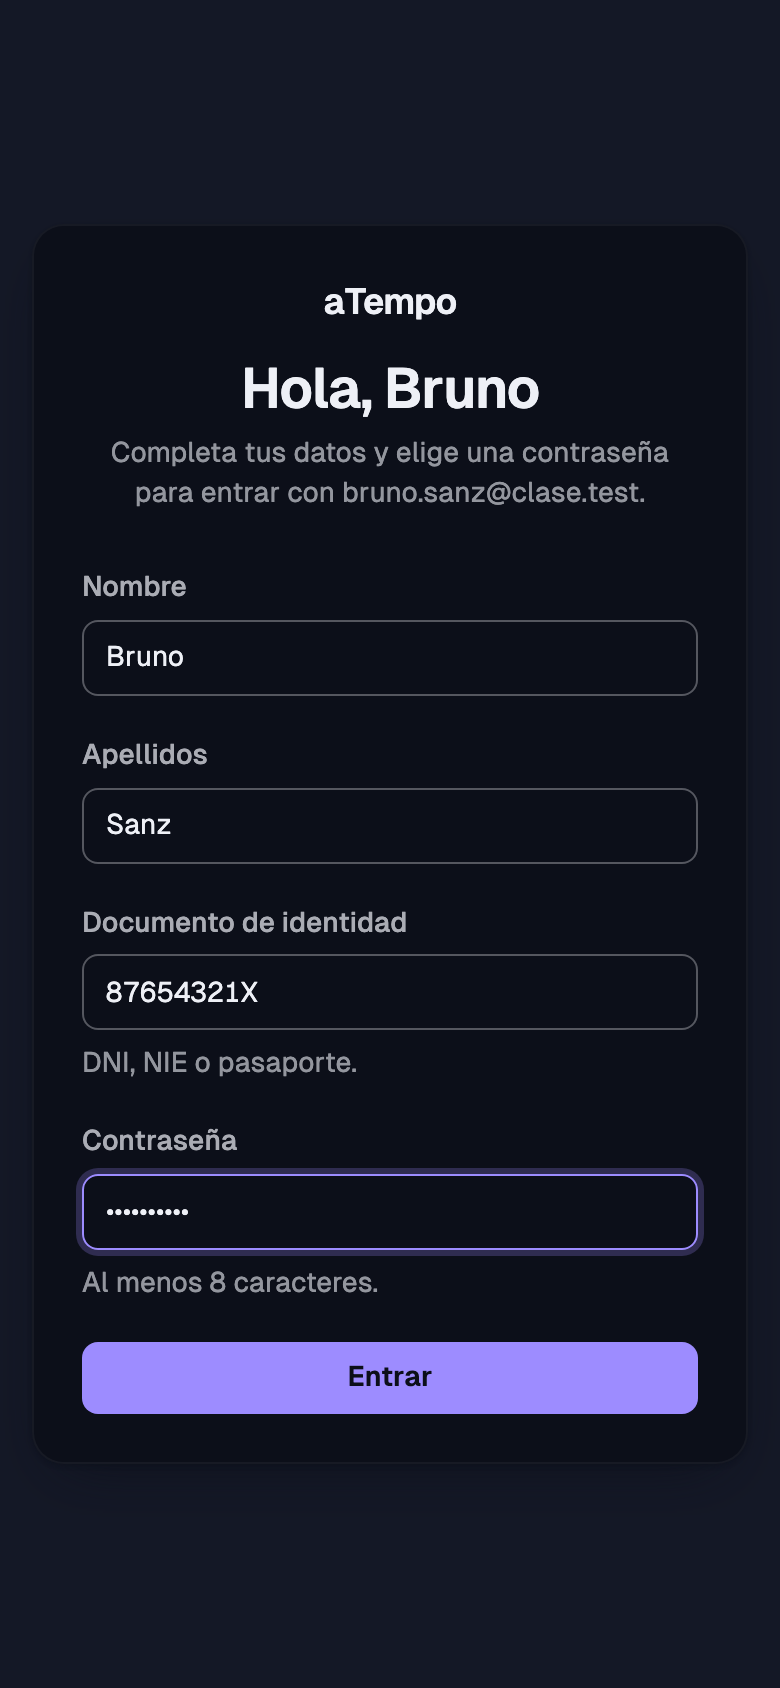 aTempo
Hola, Bruno
Completa tus datos y elige una contraseña
para entrar con bruno.sanz@clase.test.
Nombre
Bruno
Apellidos
Sanz
Documento de identidad
87654321X
DNI, NIE o pasaporte.
Contraseña
••••••••••
Al menos 8 caracteres.
Entrar